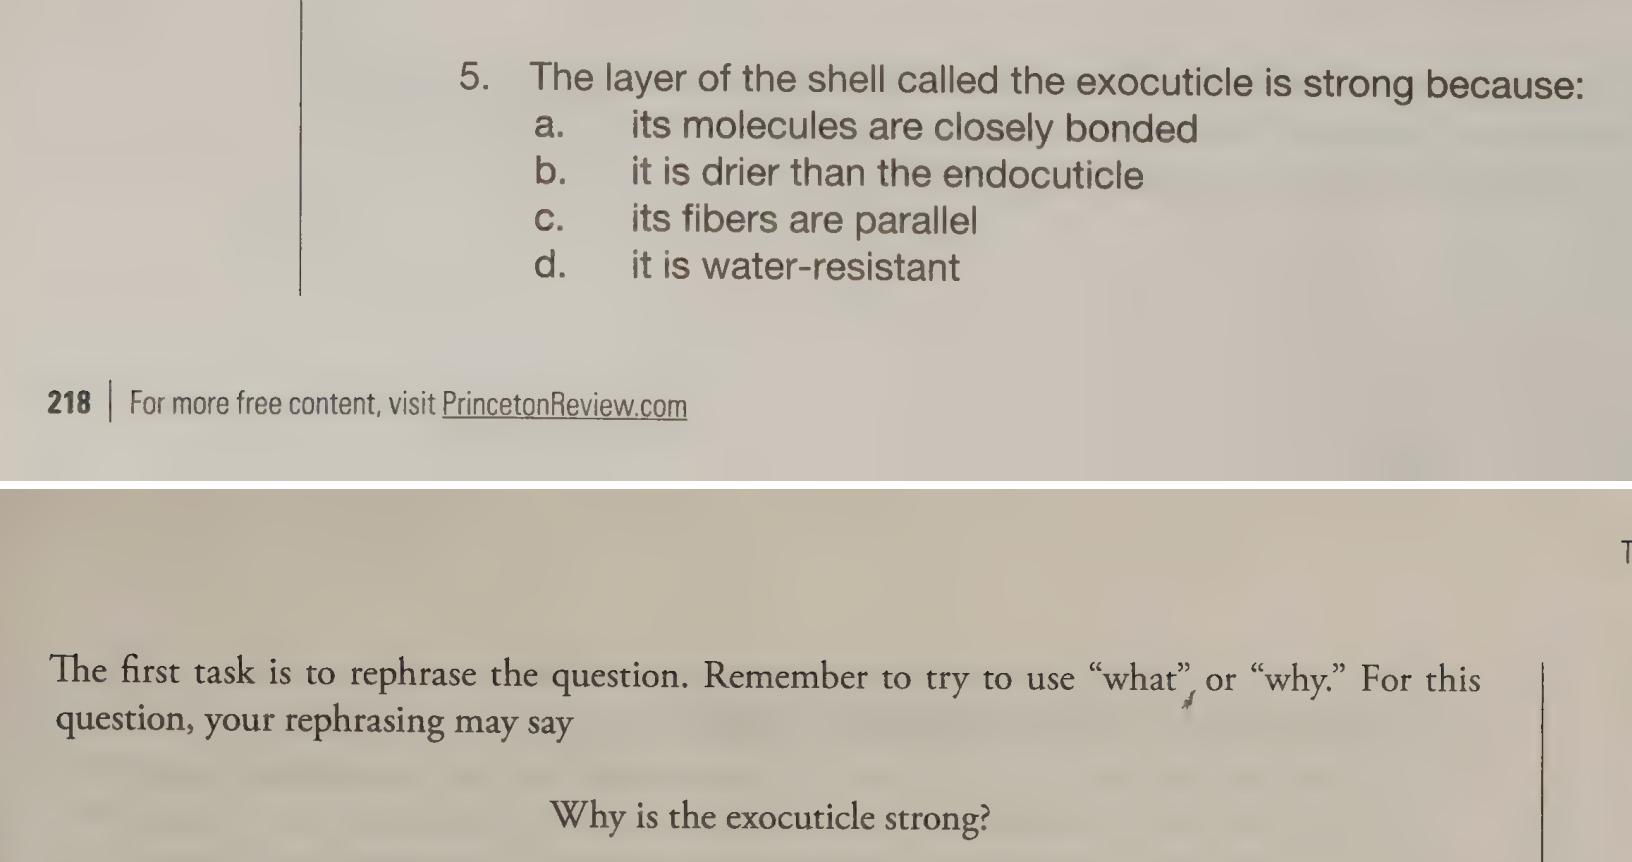 5. The layer of the shell called the exocuticle is strong because:
a. its molecules are closely bonded
b. it is drier than the endocuticle
c. its fibers are parallel
d. it is water-resistant
218 | For more free content, visit PrincetonReview.com
T
The first task is to rephrase the question. Remember to try to use “what” or “why.” For this
question, your rephrasing may say
Why is the exocuticle strong?